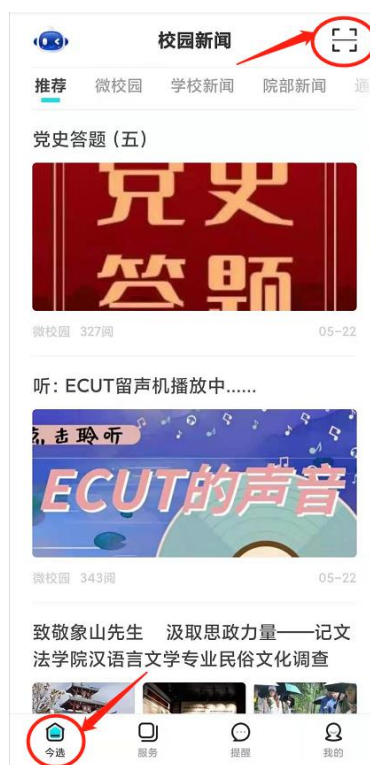 校园新闻
推荐 微校园 学校新闻 院部新闻 通
党史答题（五）
党史
答题
微校园 327阅 05-22
听：ECUT留声机播放中……
击聆听
ECUT的声音
微校园 343阅 05-22
致敬象山先生 汲取思政力量——记文
法学院汉语言文学专业民俗文化调查
今选 服务 提醒 我的